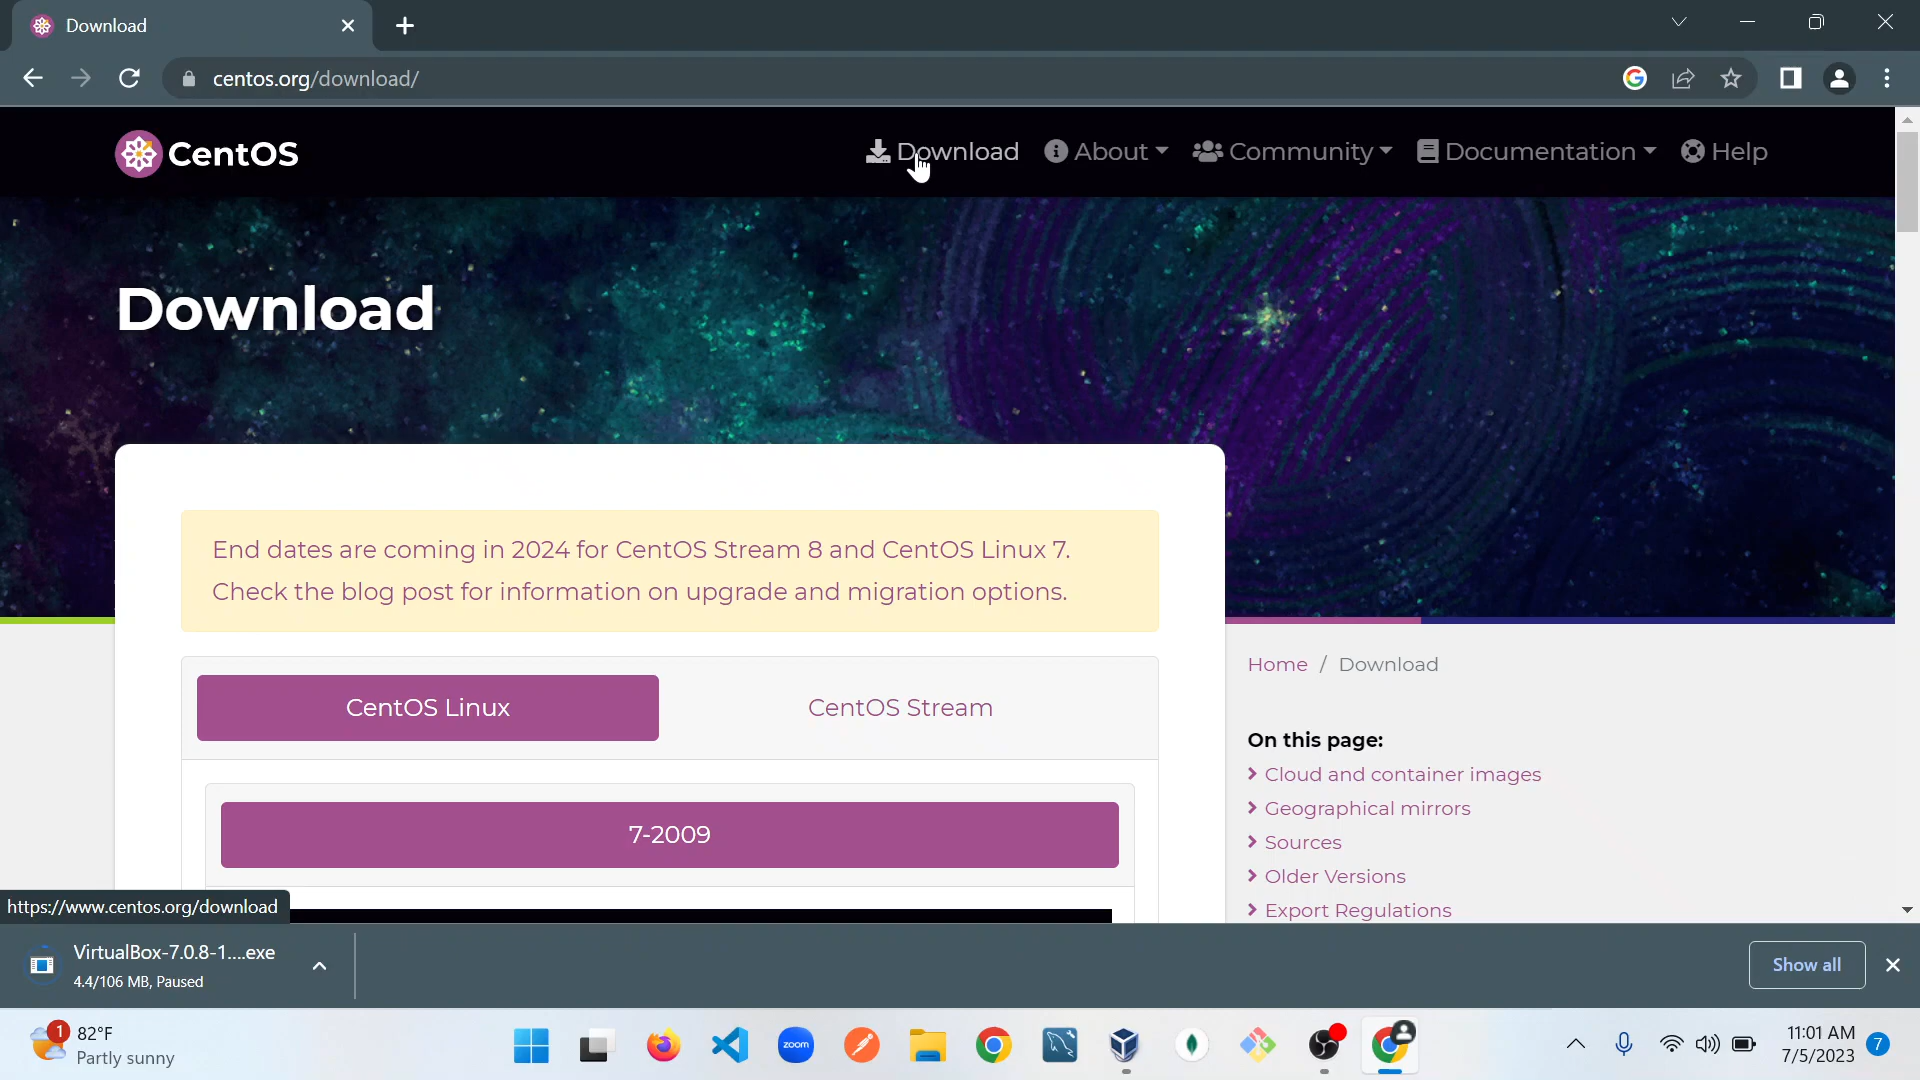 Download
centos.org/download/
CentOS
Download
About
Community
Documentation
Help
Download
End dates are coming in 2024 for CentOS Stream 8 and CentOS Linux 7.
Check the blog post for information on upgrade and migration options.
CentOS Linux
CentOS Stream
7-2009
Home / Download
On this page:
Cloud and container images
Geographical mirrors
Sources
Older Versions
Export Regulations
https://www.centos.org/download
VirtualBox-7.0.8-1....exe
4.4/106 MB, Paused
Show all
1
82°F
Partly sunny
zoom
11:01 AM
7/5/2023
7